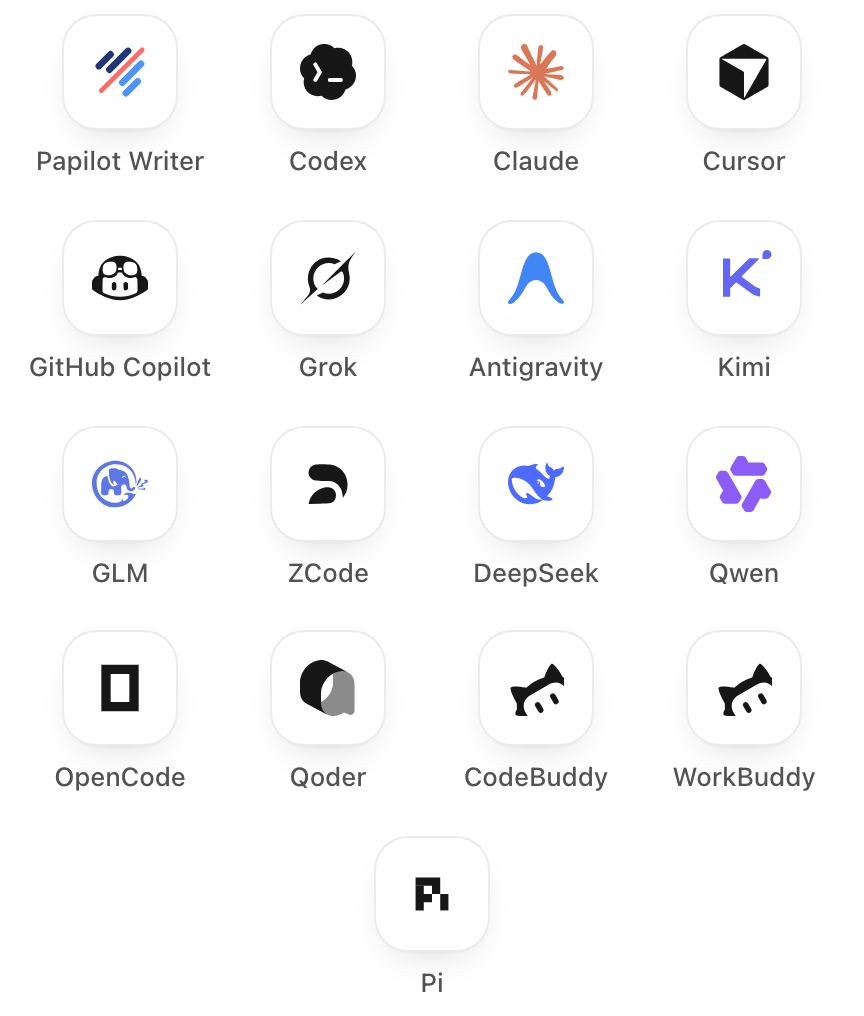 Papilot Writer
Codex
Claude
Cursor
GitHub Copilot
Grok
Antigravity
Kimi
GLM
ZCode
DeepSeek
Qwen
OpenCode
Qoder
CodeBuddy
WorkBuddy
Pi